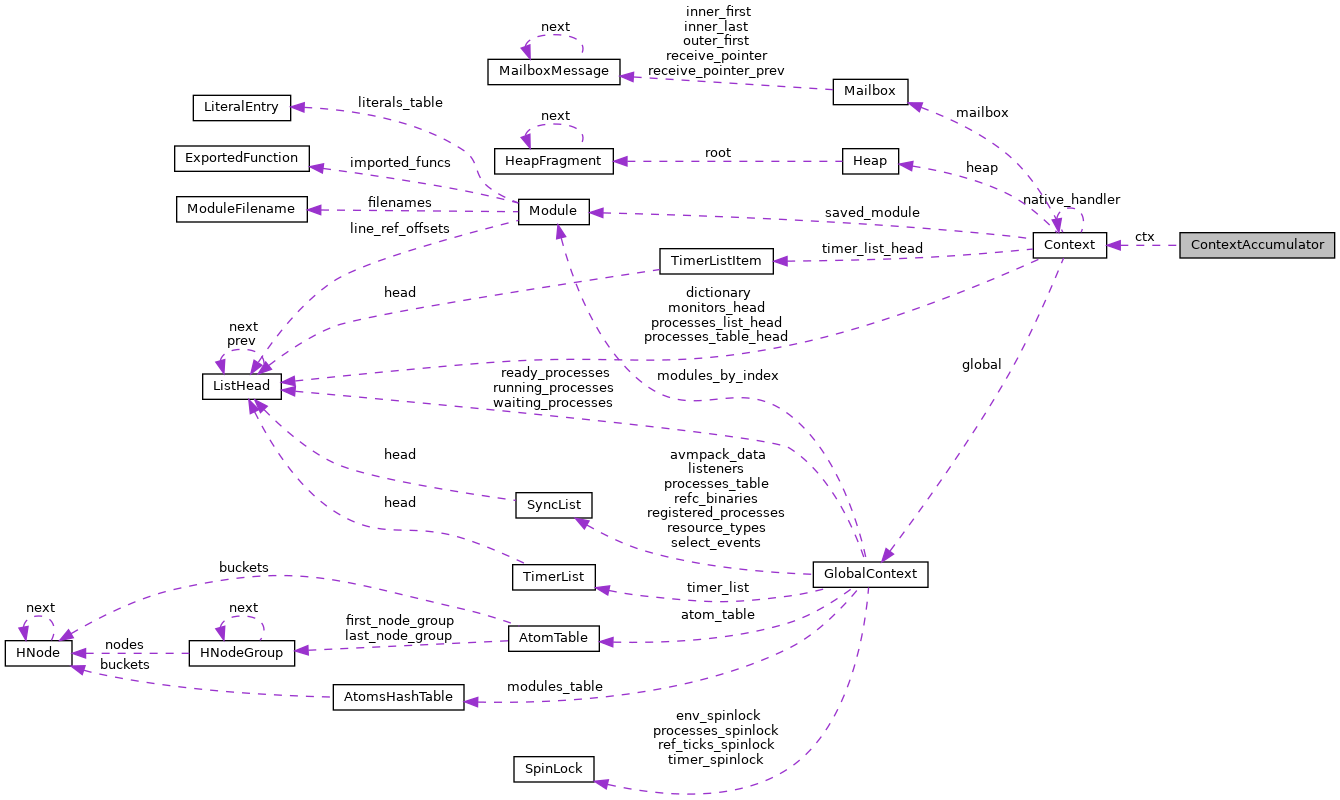 inner_first
inner_last
outer_first
receive_pointer
receive_pointer_prev
next
MailboxMessage
Mailbox
literals_table
LiteralEntry
mailbox
next
ExportedFunction
imported_funcs
HeapFragment
root
Heap
heap
native_handler
ModuleFilename
filenames
Module
saved_module
line_ref_offsets
Context
ctx
ContextAccumulator
TimerListItem
timer_list_head
head
dictionary
monitors_head
processes_list_head
processes_table_head
next
prev
ListHead
ready_processes
running_processes
waiting_processes
modules_by_index
global
head
avmpack_data
listeners
processes_table
refc_binaries
registered_processes
resource_types
select_events
SyncList
head
buckets
TimerList
timer_list
GlobalContext
next
next
first_node_group
last_node_group
atom_table
HNode
nodes
HNodeGroup
AtomTable
buckets
AtomsHashTable
modules_table
env_spinlock
processes_spinlock
ref_ticks_spinlock
timer_spinlock
SpinLock